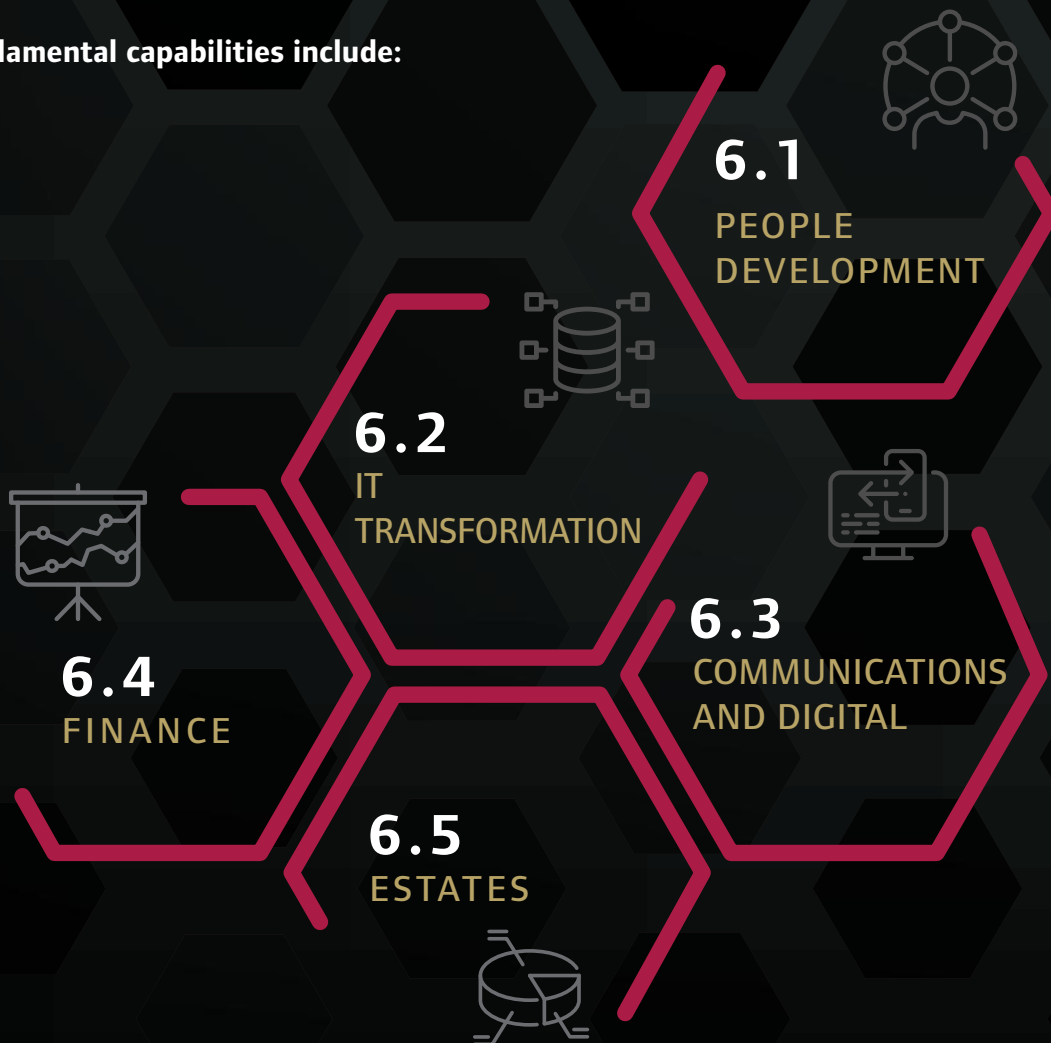 capabilities include:
6.1
PEOPLE
DEVELOPMENT
6.2
IT
TRANSFORMATION
6.3
COMMUNICATIONS
AND DIGITAL
6.4
FINANCE
6.5
ESTATES